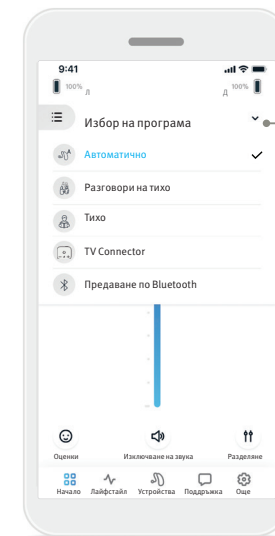 9:41
100% Л
Д 100%
Избор на програма
Автоматично
Разговори на тихо
Тихо
TV Connector
Предаване по Bluetooth
Оценки
Изключване на звука
Разделяне
Начало
Лайфстайл
Устройства
Поддръжка
Още